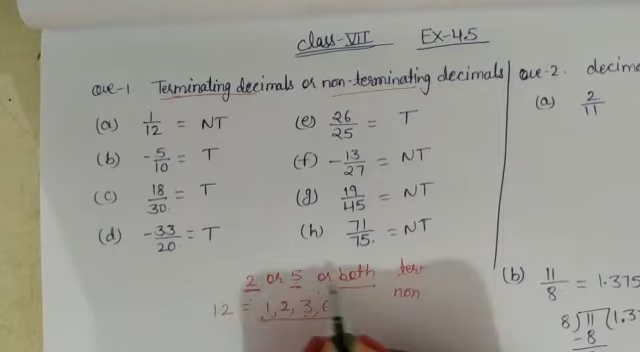 class-VII Ex-4.5
Que-1 Terminating decimals or non-terminating decimals
(a) 1/12 = NT
(b) -5/10 = T
(c) 18/30 = T
(d) -33/20 = T
(e) 26/25 = T
(f) -13/27 = NT
(g) 19/45 = NT
(h) 71/75 = NT
2 or 5 or both ter
12 = 1, 2, 3, non
Que-2. decima
(a) 2/11
(b) 11/8 = 1.375
8 11 1.3
-8